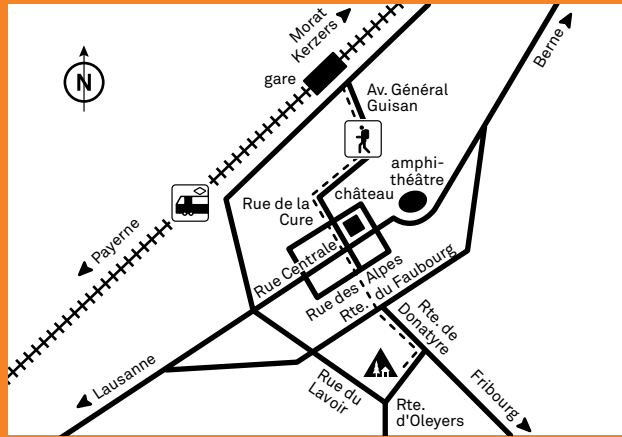 Morat
Kerzers
Berne
N
gare
Av. Général
Guisan
amphi-
théâtre
château
Rue de la
Cure
Payerne
Rue Centrale
Rue des Alpes
Rte. du Faubourg
Rte. de
Donatyre
Lausanne
Rue du
Lavoir
Fribourg
Rte.
d'Oleyers